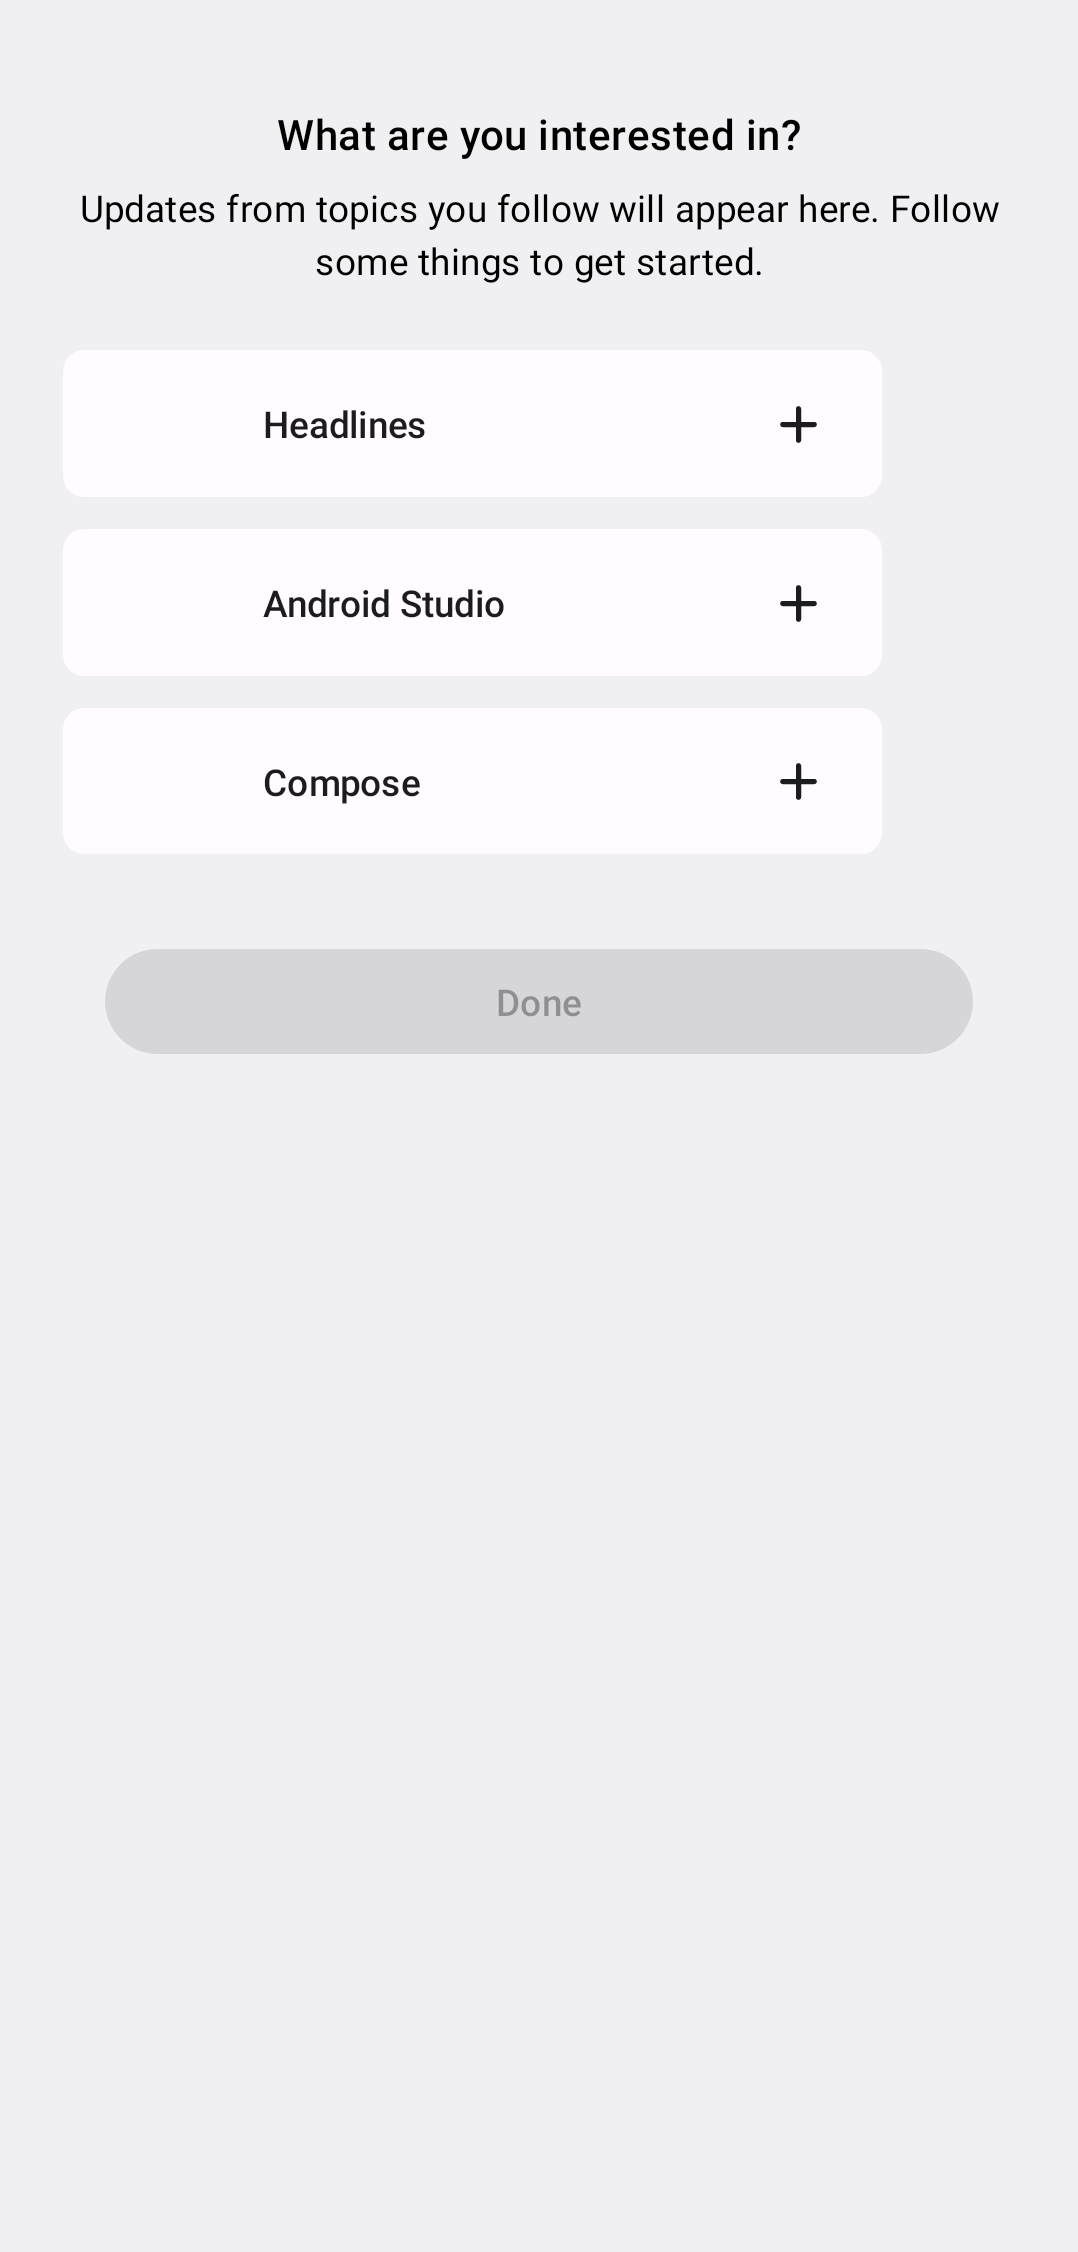 What are you interested in?
Updates from topics you follow will appear here. Follow
some things to get started.
Headlines
Android Studio
Compose
Done